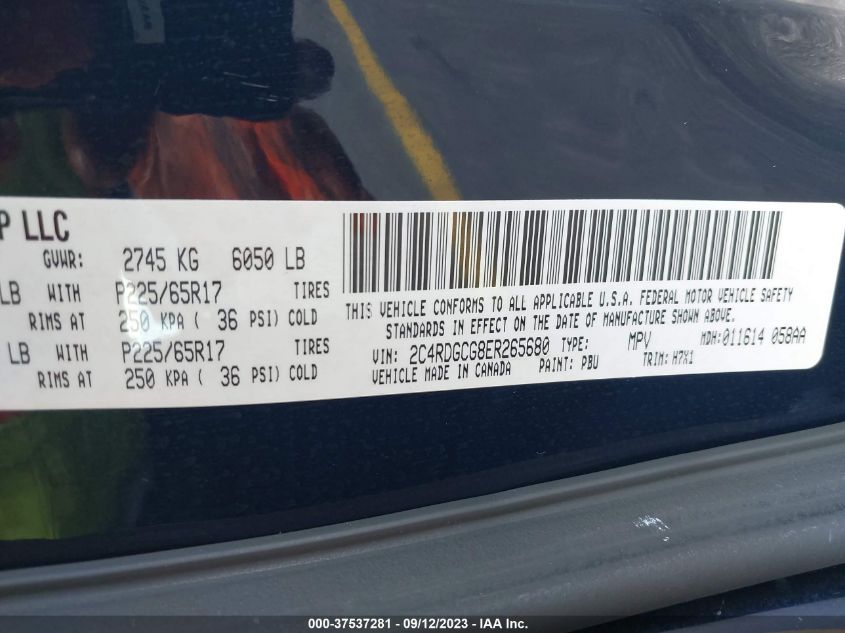 P LLC
GVWR: 2745 KG 6050 LB
LB WITH P225/65R17 TIRES
RIMS AT 250 KPA ( 36 PSI) COLD
LB WITH P225/65R17 TIRES
RIMS AT 250 KPA ( 36 PSI) COLD
THIS VEHICLE CONFORMS TO ALL APPLICABLE U.S.A. FEDERAL MOTOR VEHICLE SAFETY
STANDARDS IN EFFECT ON THE DATE OF MANUFACTURE SHOWN ABOVE.
VIN: 2C4RDGCG8ER265680 TYPE: MPV MDH: 011614 058AA
VEHICLE MADE IN CANADA PAINT: PBU TRIM: H7X1
000-37537281 - 09/12/2023 - IAA Inc.